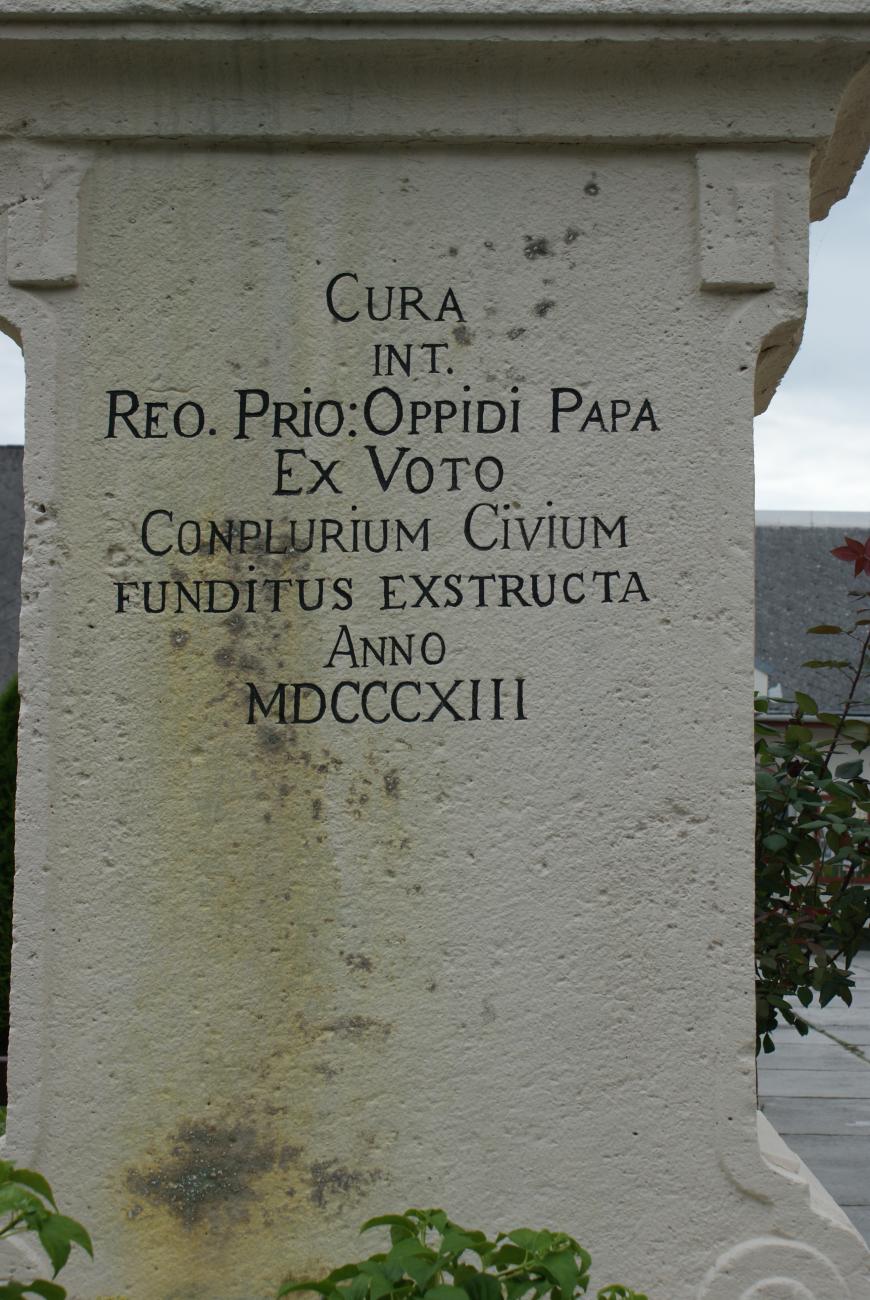 CURA
INT.
REO. PRiO:OPPiDi PAPA
EX VOTO
CONPLURiUM CiViUM
FUNDiTUS EXSTRUCTA
ANNO
MDCCCXIII